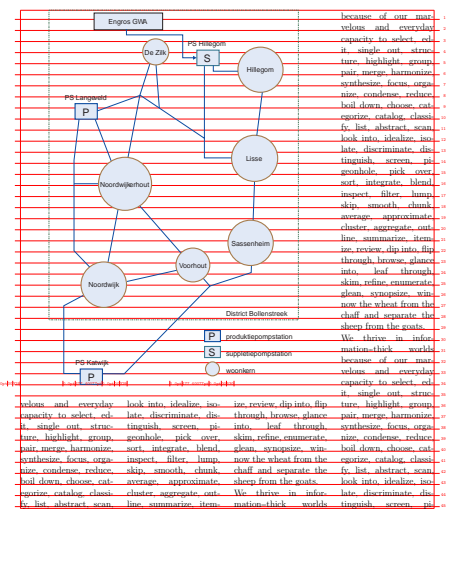 Engros GWA
PS Hillegom
De Zilk
S
Hillegom
PS Langeveld
P
Lisse
Noordwijkerhout
Sassenheim
Voorhout
Noordwijk
District Bollenstreek
P produktiepompstation
S suppletiepompstation
woonkern
PS Katwijk
P
velous and everyday
capacity to select, ed-
it, single out, struc-
ture, highlight, group,
pair, merge, harmonize,
synthesize, focus, orga-
nize, condense, reduce,
boil down, choose, cat-
egorize, catalog, classi-
fy, list, abstract, scan,
look into, idealize, iso-
late, discriminate, dis-
tinguish, screen, pi-
geonhole, pick over,
sort, integrate, blend,
inspect, filter, lump,
skip, smooth, chunk,
average, approximate,
cluster, aggregate, out-
line, summarize, item-
ize, review, dip into, flip
through, browse, glance
into, leaf through,
skim, refine, enumerate,
glean, synopsize, win-
now the wheat from the
chaff and separate the
sheep from the goats.
We thrive in infor-
mation–thick worlds
because of our mar-
velous and everyday
capacity to select, ed-
it, single out, struc-
ture, highlight, group,
pair, merge, harmonize,
synthesize, focus, orga-
nize, condense, reduce,
boil down, choose, cat-
egorize, catalog, classi-
fy, list, abstract, scan,
look into, idealize, iso-
late, discriminate, dis-
tinguish, screen, pi-
geonhole, pick over,
sort, integrate, blend,
inspect, filter, lump,
skip, smooth, chunk,
average, approximate,
cluster, aggregate, out-
line, summarize, item-
ize, review, dip into, flip
through, browse, glance
into, leaf through,
skim, refine, enumerate,
glean, synopsize, win-
now the wheat from the
chaff and separate the
sheep from the goats.
We thrive in infor-
mation–thick worlds
because of our mar-
velous and everyday
capacity to select, ed-
it, single out, struc-
ture, highlight, group,
pair, merge, harmonize,
synthesize, focus, orga-
nize, condense, reduce,
boil down, choose, cat-
egorize, catalog, classi-
fy, list, abstract, scan,
look into, idealize, iso-
late, discriminate, dis-
tinguish, screen, pi-